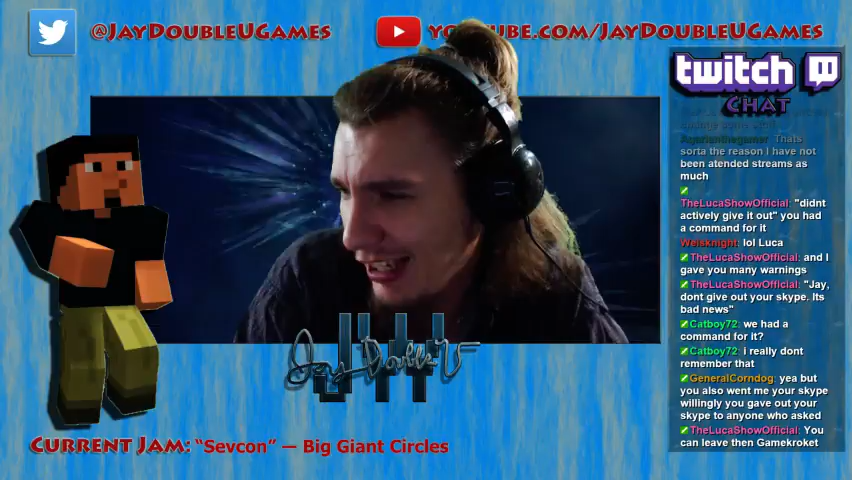 @JayDoubleUGames
youtube.com/JayDoubleUGames
twitch
CHAT
Thats
sorta the reason I have not
been atended streams as
much
TheLucaShowOfficial: "didnt
actively give it out" you had
a command for it
Weisknight: lol Luca
TheLucaShowOfficial: and I
gave you many warnings
TheLucaShowOfficial: "Jay,
dont give out your skype. Its
bad news"
Catboy72: we had a
command for it?
Catboy72: i really dont
remember that
GeneralCorndog: yea but
you also went me your skype
willingly you gave out your
skype to anyone who asked
TheLucaShowOfficial: You
can leave then Gamekroket
Jay Double U
JW
Current Jam: "Sevcon" — Big Giant Circles